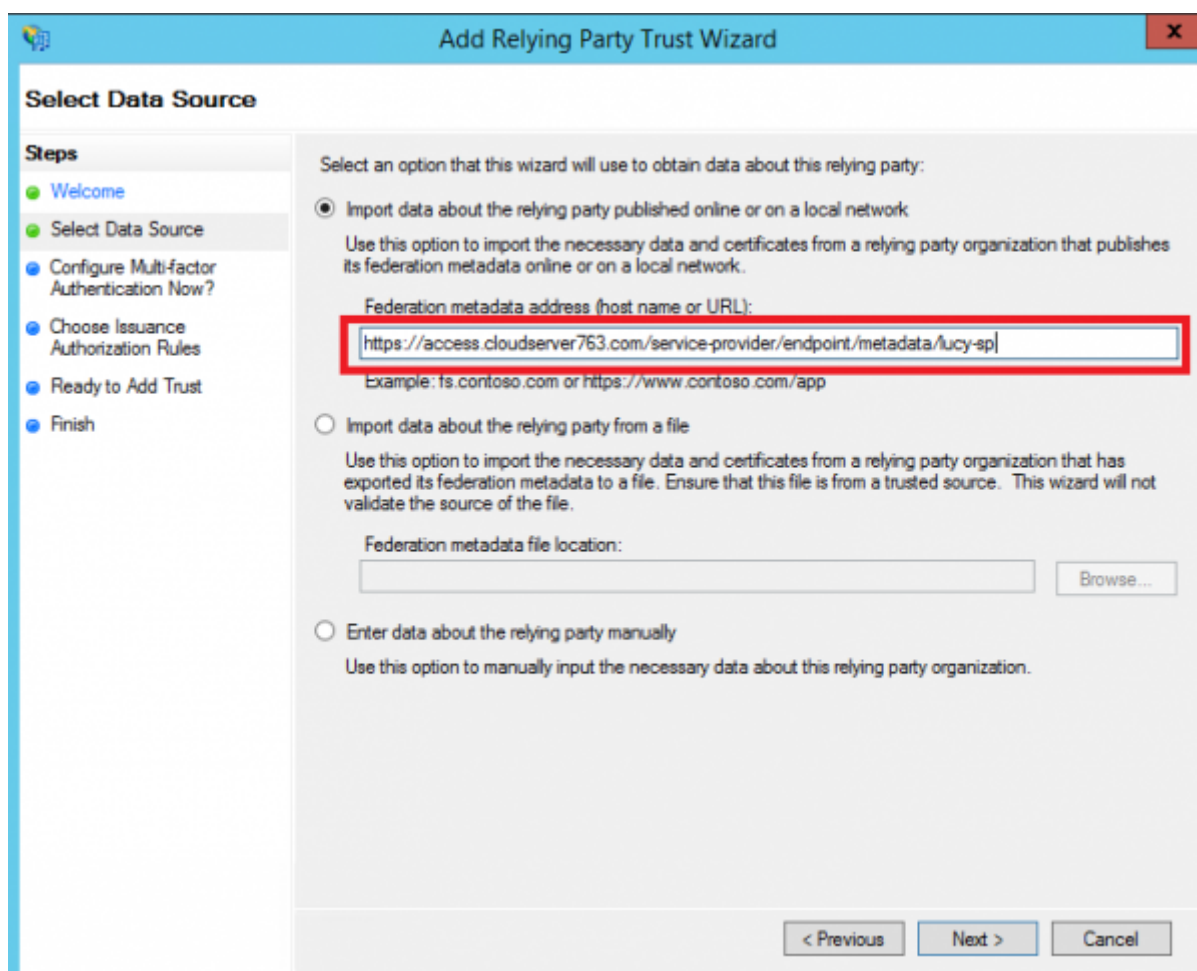 Add Relying Party Trust Wizard
x
Select Data Source
Steps
Welcome
Select Data Source
Configure Multi-factor
Authentication Now?
Choose Issuance
Authorization Rules
Ready to Add Trust
Finish
Select an option that this wizard will use to obtain data about this relying party:
Import data about the relying party published online or on a local network
Use this option to import the necessary data and certificates from a relying party organization that publishes
its federation metadata online or on a local network.
Federation metadata address (host name or URL):
https://access.cloudserver763.com/service-provider/endpoint/metadata/lucy-sp
Example: fs.contoso.com or https://www.contoso.com/app
Import data about the relying party from a file
Use this option to import the necessary data and certificates from a relying party organization that has
exported its federation metadata to a file. Ensure that this file is from a trusted source.  This wizard will not
validate the source of the file.
Federation metadata file location:
Browse...
Enter data about the relying party manually
Use this option to manually input the necessary data about this relying party organization.
< Previous
Next >
Cancel